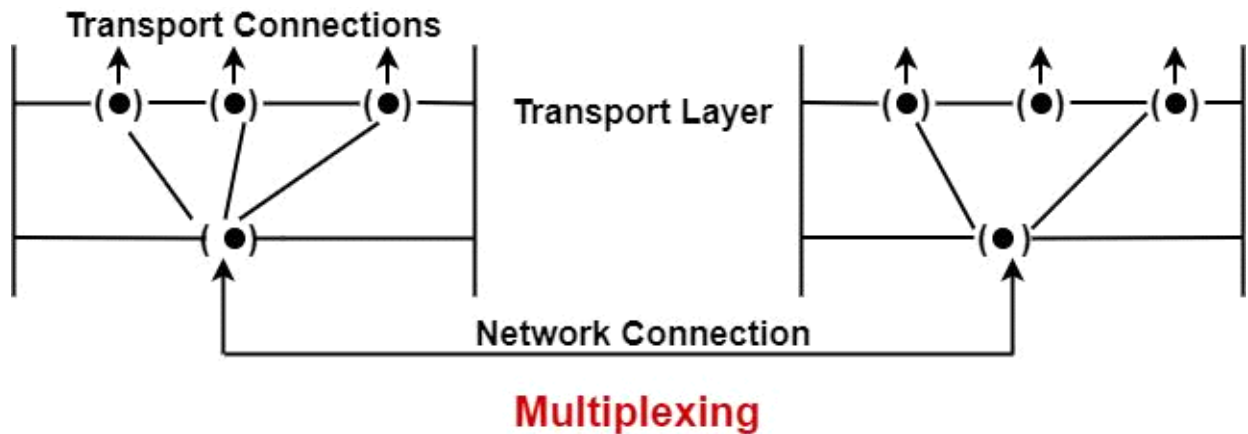 Transport Connections
Transport Layer
Network Connection
Multiplexing